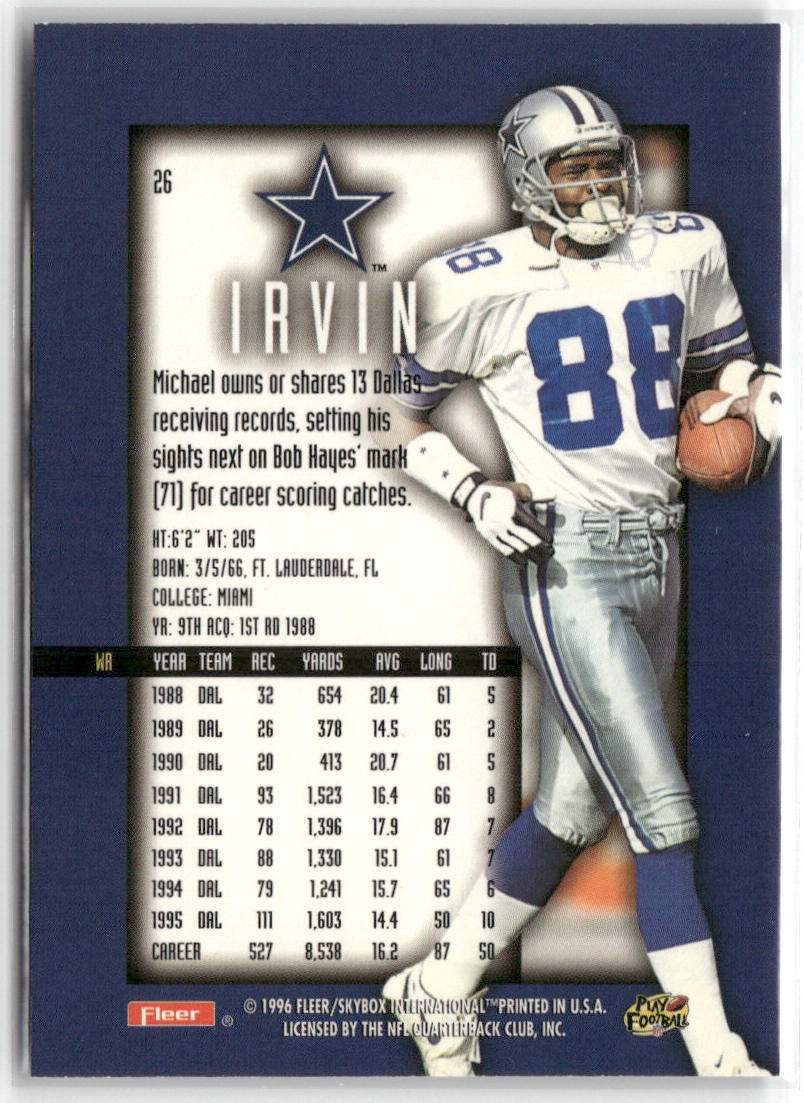 26
™
IRVIN
Michael owns or shares 13 Dallas
receiving records, setting his
sights next on Bob Hayes' mark
(71) for career scoring catches.
HT:6'2" WT: 205
BORN: 3/5/66, FT. LAUDERDALE, FL
COLLEGE: MIAMI
YR: 9TH ACQ: 1ST RD 1988
WR YEAR TEAM REC YARDS AVG LONG TD
1988 DAL 32 654 20.4 61 5
1989 DAL 26 378 14.5 65 2
1990 DAL 20 413 20.7 61 5
1991 DAL 93 1,523 16.4 66 8
1992 DAL 78 1,396 17.9 87 7
1993 DAL 88 1,330 15.1 61 7
1994 DAL 79 1,241 15.7 65 6
1995 DAL 111 1,603 14.4 50 10
CAREER 527 8,538 16.2 87 50
88
88
88
Fleer ®
© 1996 FLEER/SKYBOX INTERNATIONAL™PRINTED IN U.S.A.
LICENSED BY THE NFL QUARTERBACK CLUB, INC.
PLAY
FOOTBALL